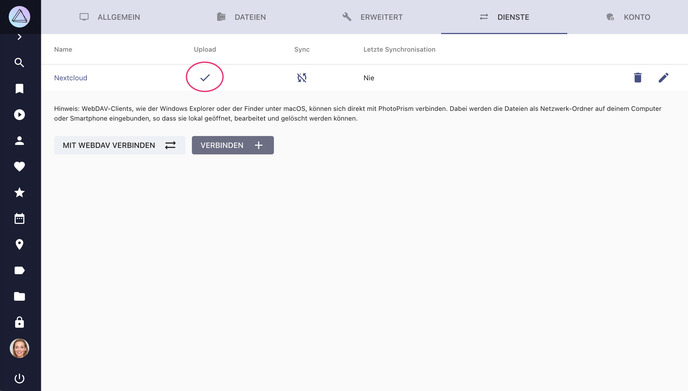 ALLGEMEIN
DATEIEN
ERWEITERT
DIENSTE
KONTO
Name
Upload
Sync
Letzte Synchronisation
Nextcloud
Nie
Hinweis: WebDAV-Clients, wie der Windows Explorer oder der Finder unter macOS, können sich direkt mit PhotoPrism verbinden. Dabei werden die Dateien als Netzwerk-Ordner auf deinem Computer
oder Smartphone eingebunden, so dass sie lokal geöffnet, bearbeitet und gelöscht werden können.
MIT WEBDAV VERBINDEN
VERBINDEN